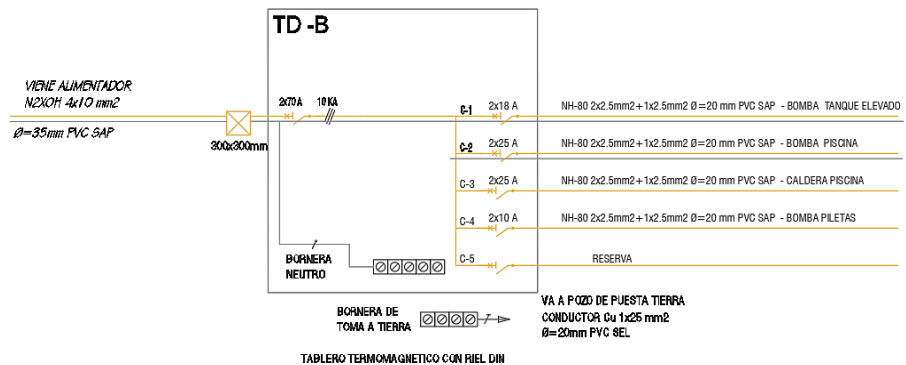 TD -B
VIENE ALIMENTADOR
N2XOH 4x10 mm2
Ø=35mm PVC SAP
300x300mm
2x70 A
10 KA
C-1 2x18 A NH-80 2x2.5mm2+1x2.5mm2 Ø=20 mm PVC SAP - BOMBA TANQUE ELEVADO
C-2 2x25 A NH-80 2x2.5mm2+1x2.5mm2 Ø=20 mm PVC SAP - BOMBA PISCINA
C-3 2x25 A NH-80 2x2.5mm2+1x2.5mm2 Ø=20 mm PVC SAP - CALDERA PISCINA
C-4 2x10 A NH-80 2x2.5mm2+1x2.5mm2 Ø=20 mm PVC SAP - BOMBA PILETAS
C-5 RESERVA
BORNERA
NEUTRO
BORNERA DE
TOMA A TIERRA
VA A POZO DE PUESTA TIERRA
CONDUCTOR Cu 1x25 mm2
Ø=20mm PVC SEL
TABLERO TERMOMAGNETICO CON RIEL DIN